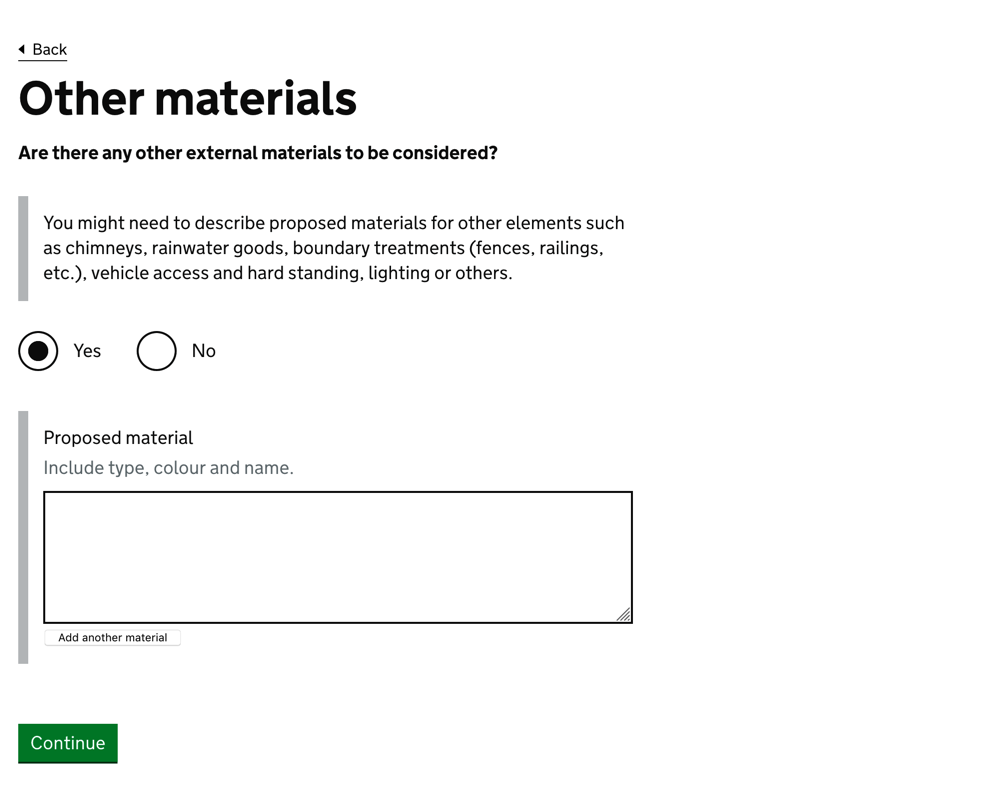 Back
Other materials
Are there any other external materials to be considered?
You might need to describe proposed materials for other elements such
as chimneys, rainwater goods, boundary treatments (fences, railings,
etc.), vehicle access and hard standing, lighting or others.
Yes No
Proposed material
Include type, colour and name.
Add another material
Continue